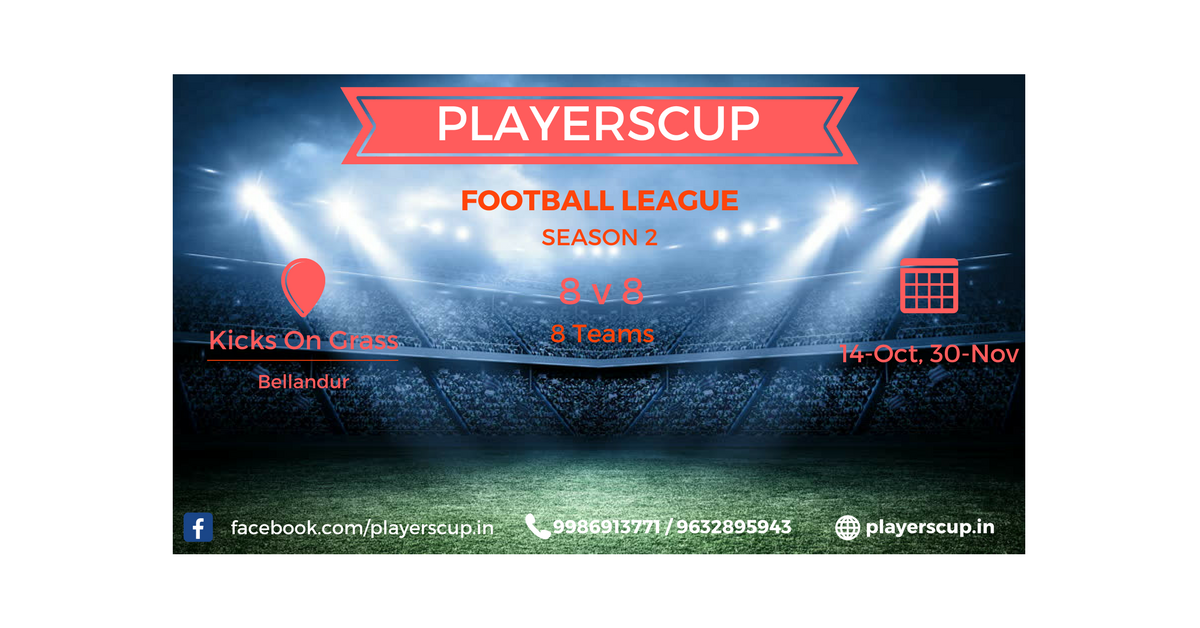 PLAYERSCUP
FOOTBALL LEAGUE
SEASON 2
8 v 8
8 Teams
Kicks On Grass
Bellandur
14-Oct, 30-Nov
facebook.com/playerscup.in
9986913771 / 9632895943
playerscup.in